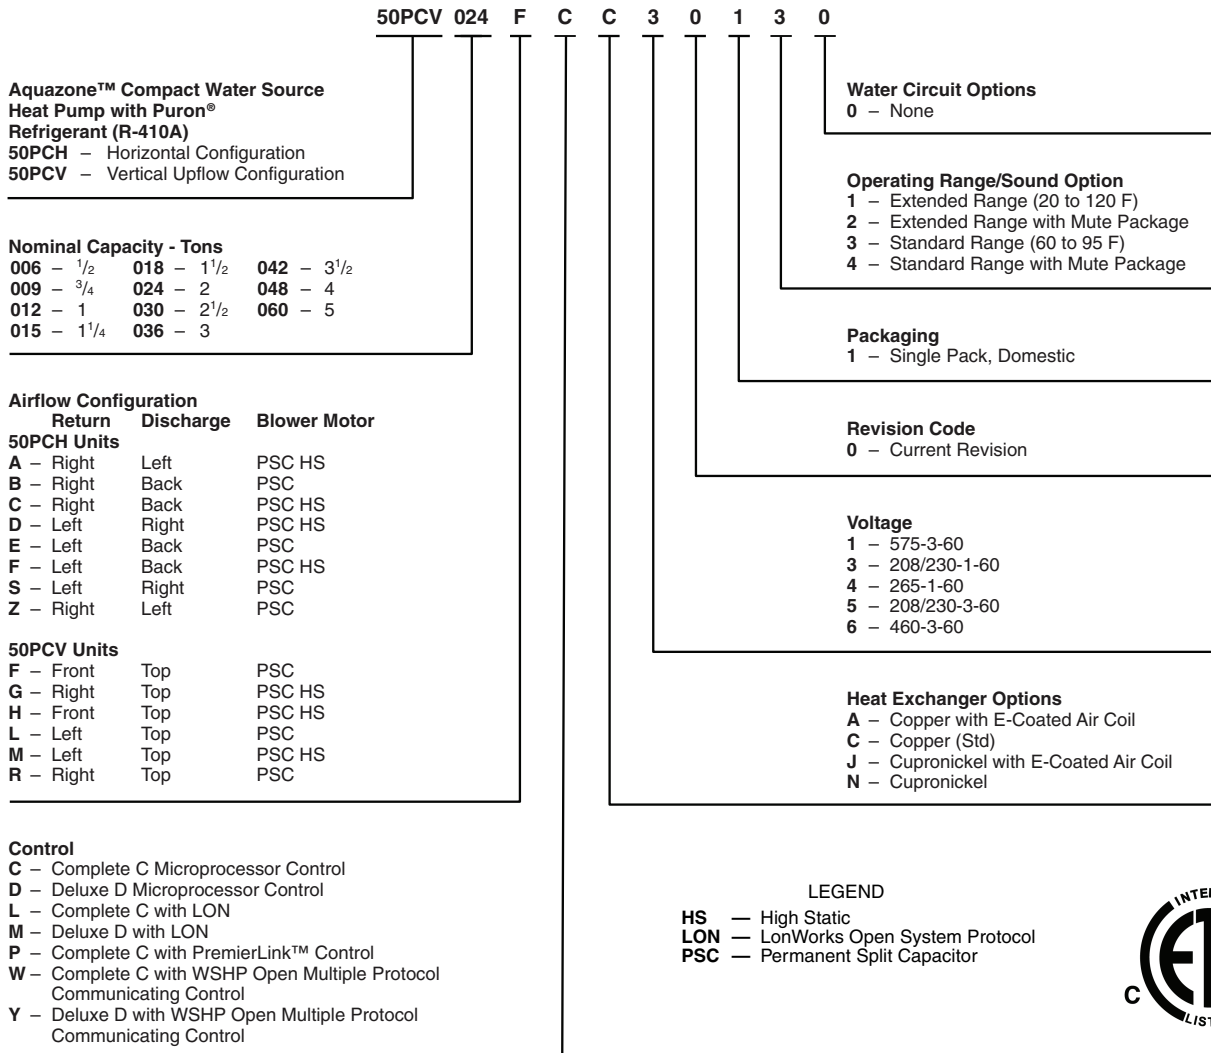 50PCV 024 F C C 3 0 1 3 0
Aquazone™ Compact Water Source
Heat Pump with Puron®
Refrigerant (R-410A)
50PCH – Horizontal Configuration
50PCV – Vertical Upflow Configuration
Nominal Capacity - Tons
006 – 1/2 018 – 1 1/2 042 – 3 1/2
009 – 3/4 024 – 2 048 – 4
012 – 1 030 – 2 1/2 060 – 5
015 – 1 1/4 036 – 3
Airflow Configuration
Return Discharge Blower Motor
50PCH Units
A – Right Left PSC HS
B – Right Back PSC
C – Right Back PSC HS
D – Left Right PSC HS
E – Left Back PSC
F – Left Back PSC HS
S – Left Right PSC
Z – Right Left PSC
50PCV Units
F – Front Top PSC
G – Right Top PSC HS
H – Front Top PSC HS
L – Left Top PSC
M – Left Top PSC HS
R – Right Top PSC
Control
C – Complete C Microprocessor Control
D – Deluxe D Microprocessor Control
L – Complete C with LON
M – Deluxe D with LON
P – Complete C with PremierLink™ Control
W – Complete C with WSHP Open Multiple Protocol
Communicating Control
Y – Deluxe D with WSHP Open Multiple Protocol
Communicating Control
Water Circuit Options
0 – None
Operating Range/Sound Option
1 – Extended Range (20 to 120 F)
2 – Extended Range with Mute Package
3 – Standard Range (60 to 95 F)
4 – Standard Range with Mute Package
Packaging
1 – Single Pack, Domestic
Revision Code
0 – Current Revision
Voltage
1 – 575-3-60
3 – 208/230-1-60
4 – 265-1-60
5 – 208/230-3-60
6 – 460-3-60
Heat Exchanger Options
A – Copper with E-Coated Air Coil
C – Copper (Std)
J – Cupronickel with E-Coated Air Coil
N – Cupronickel
LEGEND
HS — High Static
LON — LonWorks Open System Protocol
PSC — Permanent Split Capacitor
C